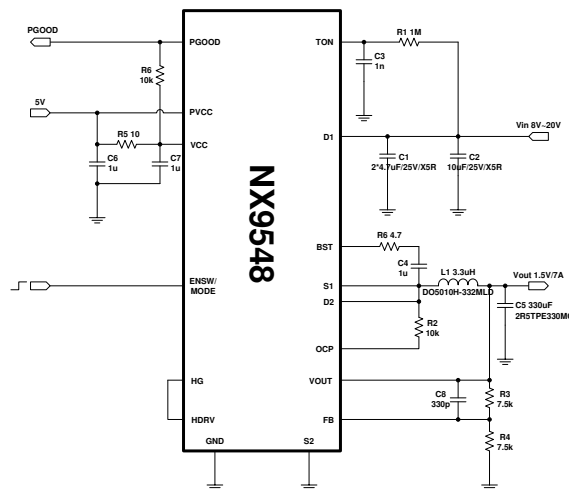 PGOOD
PGOOD
TON
R1 1M
C3
1n
R6
10k
5V
PVCC
Vin 8V~20V
D1
R5 10
VCC
C6
1u
C7
1u
C1
2*4.7uF/25V/X5R
C2
10uF/25V/X5R
NX9548
BST
R6 4.7
C4
1u
L1 3.3uH
ENSW/
MODE
S1
Vout 1.5V/7A
DO5010H-332MLD
D2
C5 330uF
2R5TPE330M
R2
10k
OCP
HG
VOUT
C8
330p
R3
7.5k
HDRV
FB
R4
7.5k
GND
S2